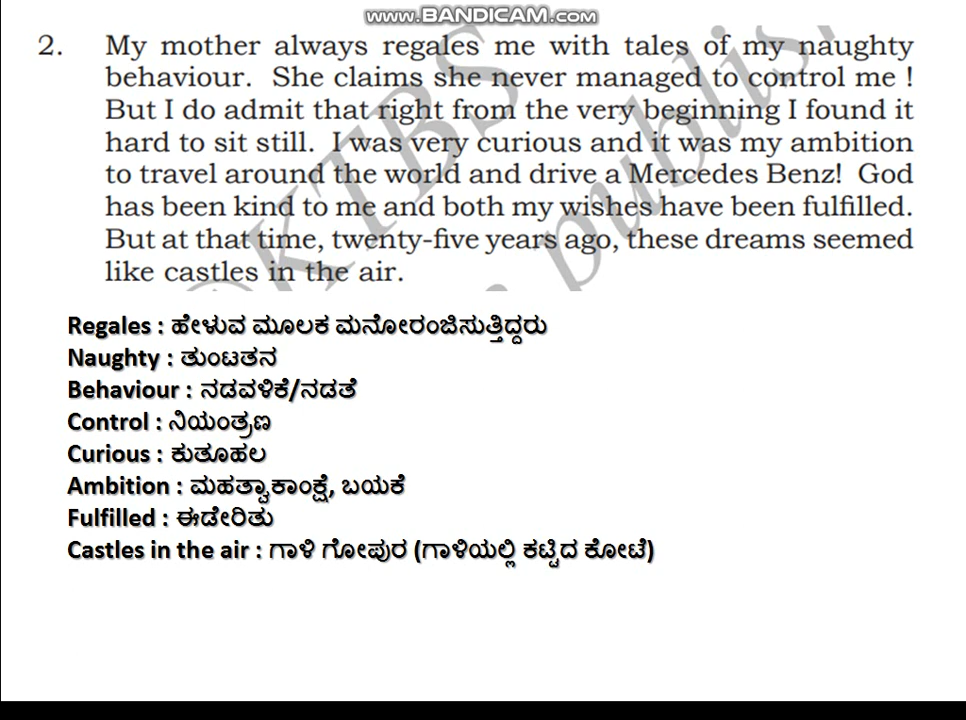 www.BANDICAM.com
2. My mother always regales me with tales of my naughty
behaviour. She claims she never managed to control me !
But I do admit that right from the very beginning I found it
hard to sit still. I was very curious and it was my ambition
to travel around the world and drive a Mercedes Benz! God
has been kind to me and both my wishes have been fulfilled.
But at that time, twenty-five years ago, these dreams seemed
like castles in the air.
Regales : ಹೇಳುವ ಮೂಲಕ ಮನೋರಂಜಿಸುತ್ತಿದ್ದರು
Naughty : ತುಂಟತನ
Behaviour : ನಡವಳಿಕೆ/ನಡತೆ
Control : ನಿಯಂತ್ರಣ
Curious : ಕುತೂಹಲ
Ambition : ಮಹತ್ವಾಕಾಂಕ್ಷೆ, ಬಯಕೆ
Fulfilled : ಈಡೇರಿತು
Castles in the air : ಗಾಳಿ ಗೋಪುರ (ಗಾಳಿಯಲ್ಲಿ ಕಟ್ಟಿದ ಕೋಟೆ)